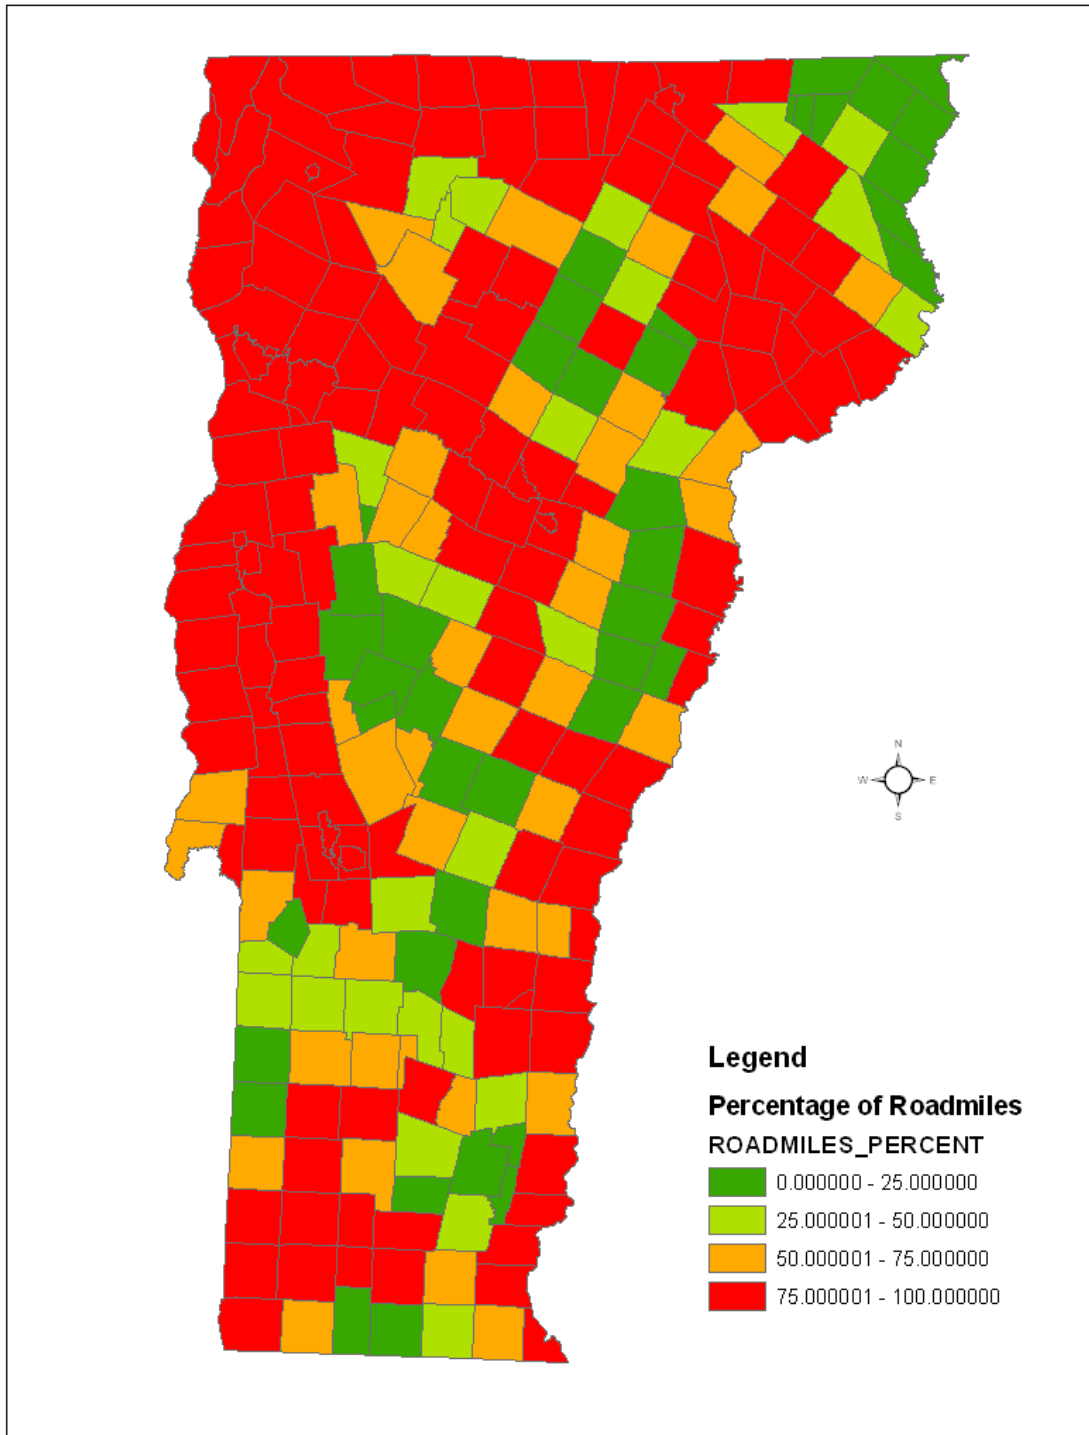 N
W
E
S
Legend
Percentage of Roadmiles
ROADMILES_PERCENT
0.000000 - 25.000000
25.000001 - 50.000000
50.000001 - 75.000000
75.000001 - 100.000000